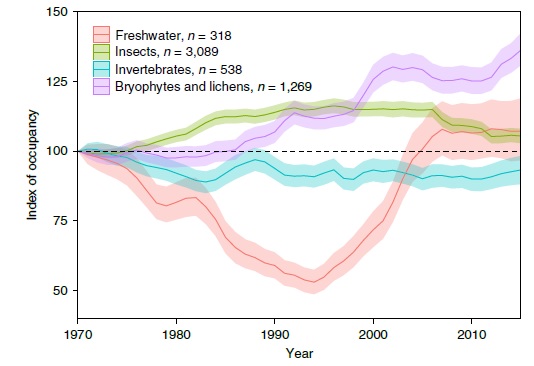 150
125
100
75
50
Index of occupancy
Freshwater, n = 318
Insects, n = 3,089
Invertebrates, n = 538
Bryophytes and lichens, n = 1,269
1970 1980 1990 2000 2010
Year